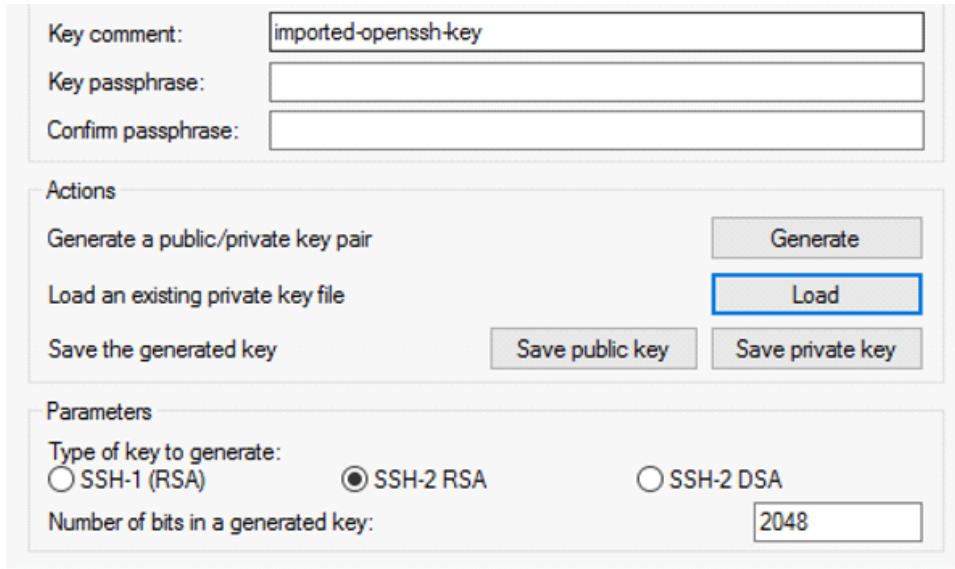 Key comment: imported-openssh-key
Key passphrase:
Confirm passphrase:
Actions
Generate a public/private key pair Generate
Load an existing private key file Load
Save the generated key Save public key Save private key
Parameters
Type of key to generate:
SSH-1 (RSA) SSH-2 RSA SSH-2 DSA
Number of bits in a generated key: 2048